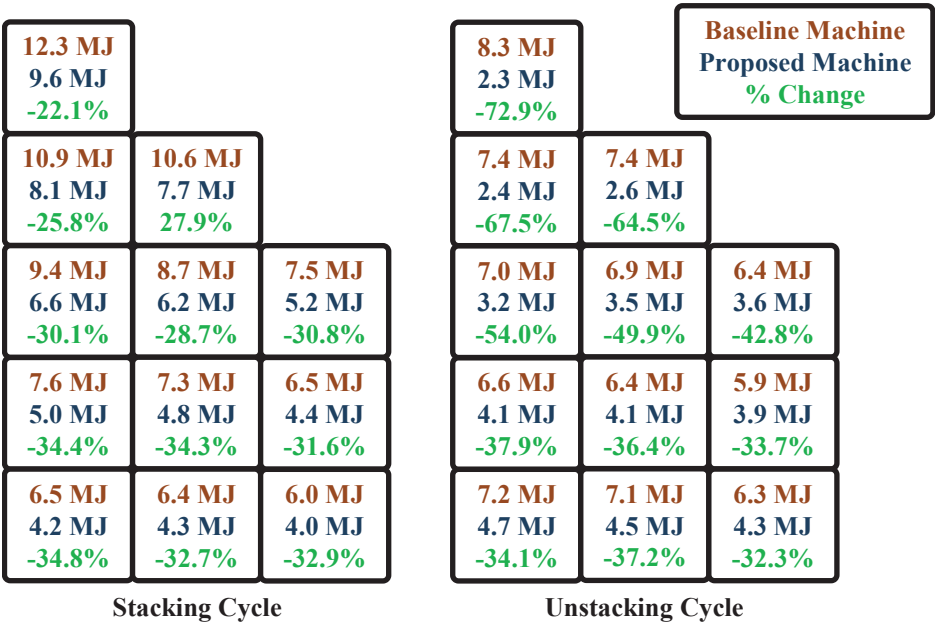 Baseline Machine
Proposed Machine
% Change
12.3 MJ
9.6 MJ
-22.1%
10.9 MJ
8.1 MJ
-25.8%
10.6 MJ
7.7 MJ
27.9%
9.4 MJ
6.6 MJ
-30.1%
8.7 MJ
6.2 MJ
-28.7%
7.5 MJ
5.2 MJ
-30.8%
7.6 MJ
5.0 MJ
-34.4%
7.3 MJ
4.8 MJ
-34.3%
6.5 MJ
4.4 MJ
-31.6%
6.5 MJ
4.2 MJ
-34.8%
6.4 MJ
4.3 MJ
-32.7%
6.0 MJ
4.0 MJ
-32.9%
Stacking Cycle
8.3 MJ
2.3 MJ
-72.9%
7.4 MJ
2.4 MJ
-67.5%
7.4 MJ
2.6 MJ
-64.5%
7.0 MJ
3.2 MJ
-54.0%
6.9 MJ
3.5 MJ
-49.9%
6.4 MJ
3.6 MJ
-42.8%
6.6 MJ
4.1 MJ
-37.9%
6.4 MJ
4.1 MJ
-36.4%
5.9 MJ
3.9 MJ
-33.7%
7.2 MJ
4.7 MJ
-34.1%
7.1 MJ
4.5 MJ
-37.2%
6.3 MJ
4.3 MJ
-32.3%
Unstacking Cycle